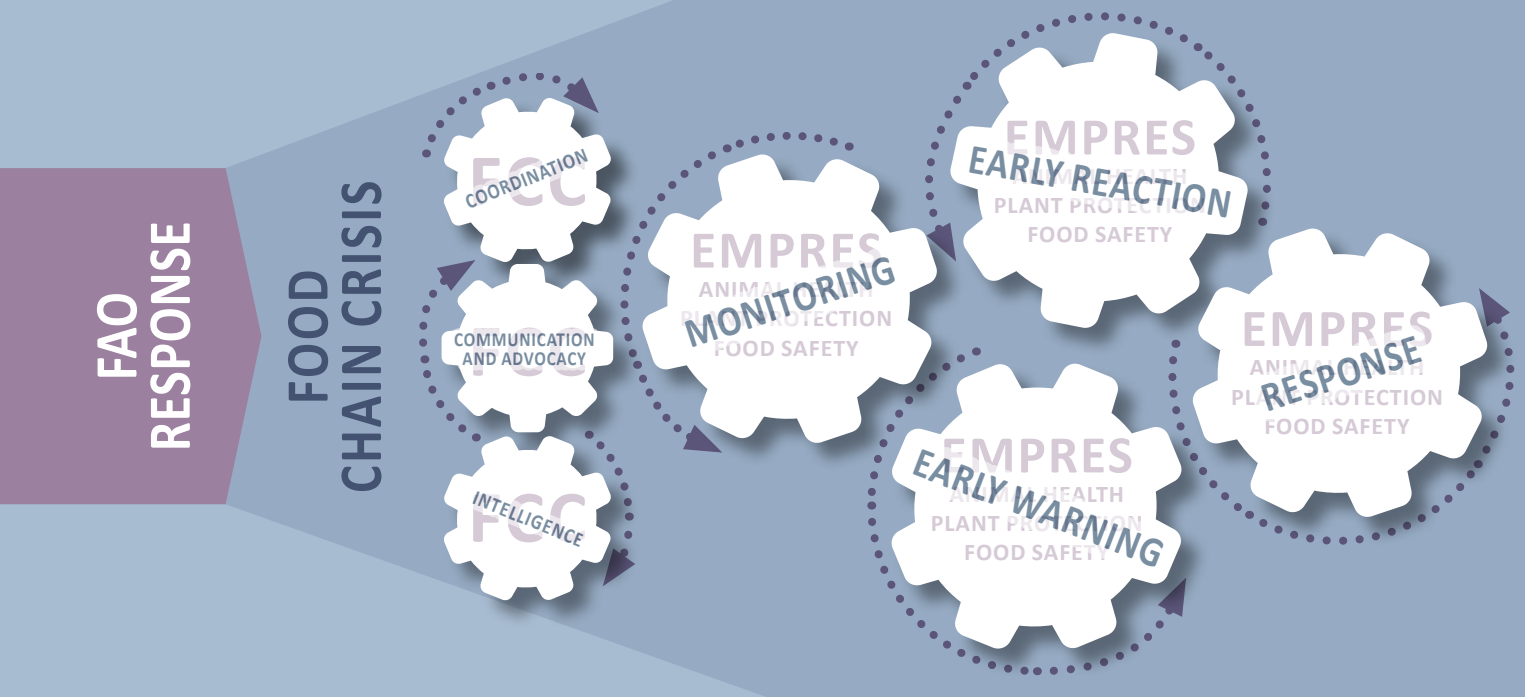 FAO
RESPONSE
FOOD
CHAIN CRISIS
FCC
COORDINATION
FCC
COMMUNICATION
AND ADVOCACY
FCC
INTELLIGENCE
EMPRES
ANIMAL HEALTH
PLANT PROTECTION
FOOD SAFETY
MONITORING
EMPRES
ANIMAL HEALTH
PLANT PROTECTION
FOOD SAFETY
EARLY REACTION
EMPRES
ANIMAL HEALTH
PLANT PROTECTION
FOOD SAFETY
EARLY WARNING
EMPRES
ANIMAL HEALTH
PLANT PROTECTION
FOOD SAFETY
RESPONSE